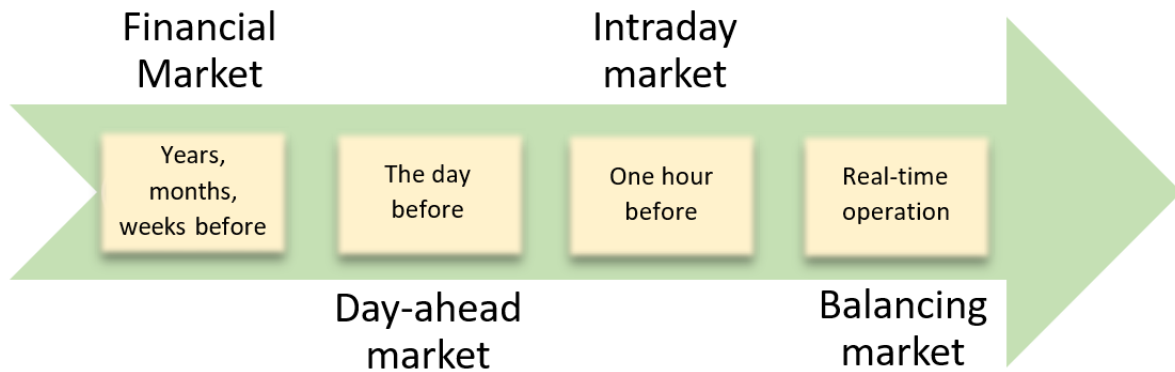 Financial
Market
Intraday
market
Years,
months,
weeks before
The day
before
One hour
before
Real-time
operation
Day-ahead
market
Balancing
market